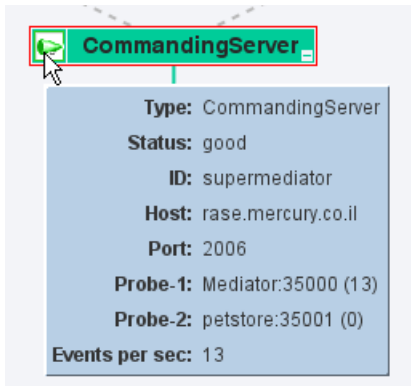 CommandingServer
Type: CommandingServer
Status: good
ID: supermediator
Host: rase.mercury.co.il
Port: 2006
Probe-1: Mediator:35000 (13)
Probe-2: petstore:35001 (0)
Events per sec: 13